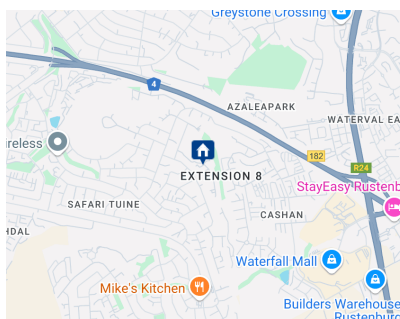 Greystone Crossing
4
AZALEAPARK
WATERVAL EA
ireless
182
R24
EXTENSION 8
StayEasy Rustenb
SAFARI TUINE
CASHAN
HDAL
Waterfall Mall
Mike's Kitchen
Builders Warehouse
Rustenburg